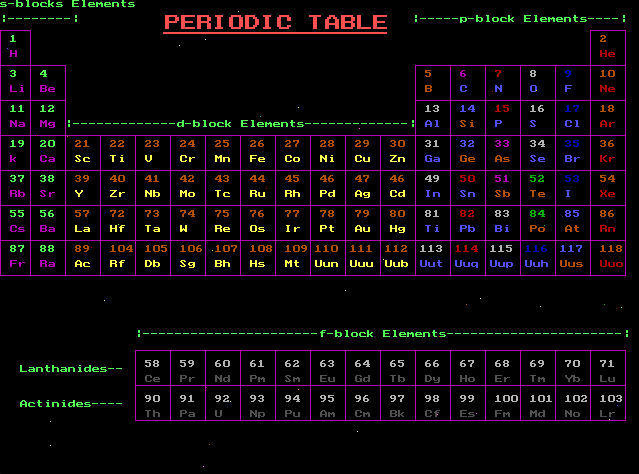 s-blocks Elements
PERIODIC TABLE
¦---------¦ ¦-----p-block Elements----¦
1 2
H He
3 4 5 6 7 8 9 10
Li Be B C N O F Ne
11 12 ¦---------------d-block Elements----------------¦ 13 14 15 16 17 18
Na Mg Al Si P S Cl Ar
19 20 21 22 23 24 25 26 27 28 29 30 31 32 33 34 35 36
k Ca Sc Ti V Cr Mn Fe Co Ni Cu Zn Ga Ge As Se Br Kr
37 38 39 40 41 42 43 44 45 46 47 48 49 50 51 52 53 54
Rb Sr Y Zr Nb Mo Tc Ru Rh Pd Ag Cd In Sn Sb Te I Xe
55 56 57 72 73 74 75 76 77 78 79 80 81 82 83 84 85 86
Cs Ba La Hf Ta W Re Os Ir Pt Au Hg Ti Pb Bi Po At Rn
87 88 89 104 105 106 .107 108 109 110 111 112 113 114 115 116 117 118
Fr Ra Ac Rf Db Sg Bh Hs Mt Uun Uuu Uub Uut Uuq Uup Uuh Uus Uuo
¦-------------------------f-block Elements-------------------------¦
58 59 60 61 62 63 64 65 66 67 68 69 70 71
Lanthanides-- Ce Pr Nd Pm Sm Eu Gd Tb Dy Ho Er Tm Yb Lu
90 91 92 93 94 95 96 97 98 99 100 101 102 103
Actinides---- Th Pa U Np Pu Am Cm Bk Cf Es Fm Md No Lr